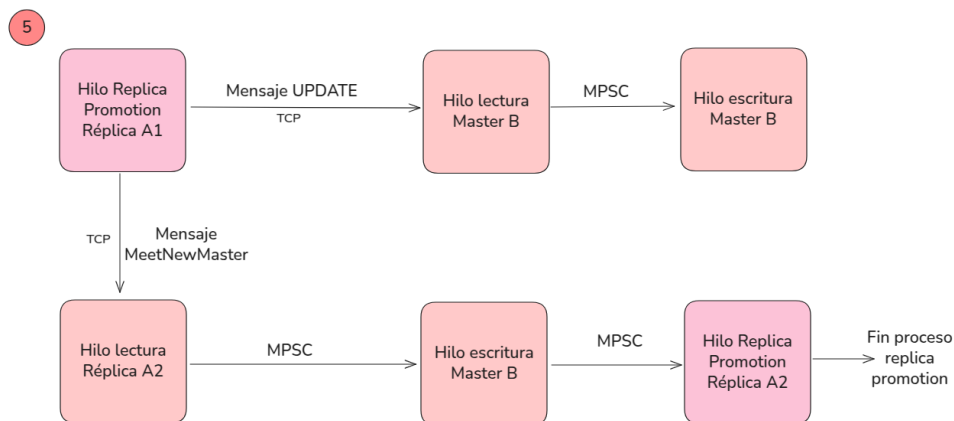 5
Hilo Replica
Promotion
Réplica A1
Mensaje UPDATE
TCP
Hilo lectura
Master B
MPSC
Hilo escritura
Master B
TCP
Mensaje
MeetNewMaster
Hilo lectura
Réplica A2
MPSC
Hilo escritura
Master B
MPSC
Hilo Replica
Promotion
Réplica A2
Fin proceso
replica
promotion